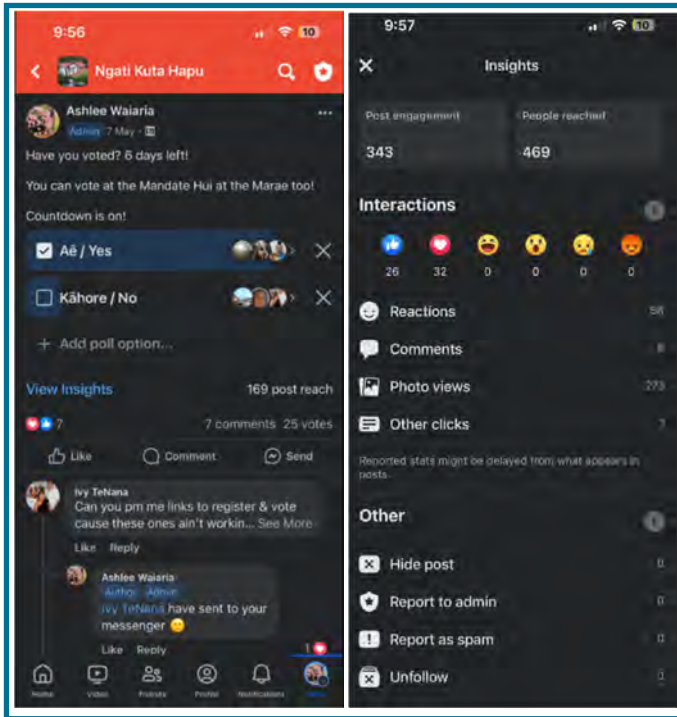 9:56
10
Ngati Kuta Hapu
Ashlee Waiaria
Admin 7 May
Have you voted? 6 days left!
You can vote at the Mandate Hui at the Marae too!
Countdown is on!
Aē / Yes
Kāhore / No
+ Add poll option...
View Insights 169 post reach
7 7 comments 25 votes
Like Comment Send
Ivy TeNana
Can you pm me links to register & vote
cause these ones ain't workin... See More
Like Reply
Ashlee Waiaria
Author Admin
Ivy TeNana have sent to your
messenger
Like Reply 1
Home Video Friends Profile Notifications
9:57
10
Insights
Post engagement People reached
343 469
Interactions
26 32 0 0 0 0
Reactions 58
Comments
Photo views 273
Other clicks 7
Reported stats might be delayed from what appears in
posts.
Other
Hide post 0
Report to admin 0
Report as spam 0
Unfollow